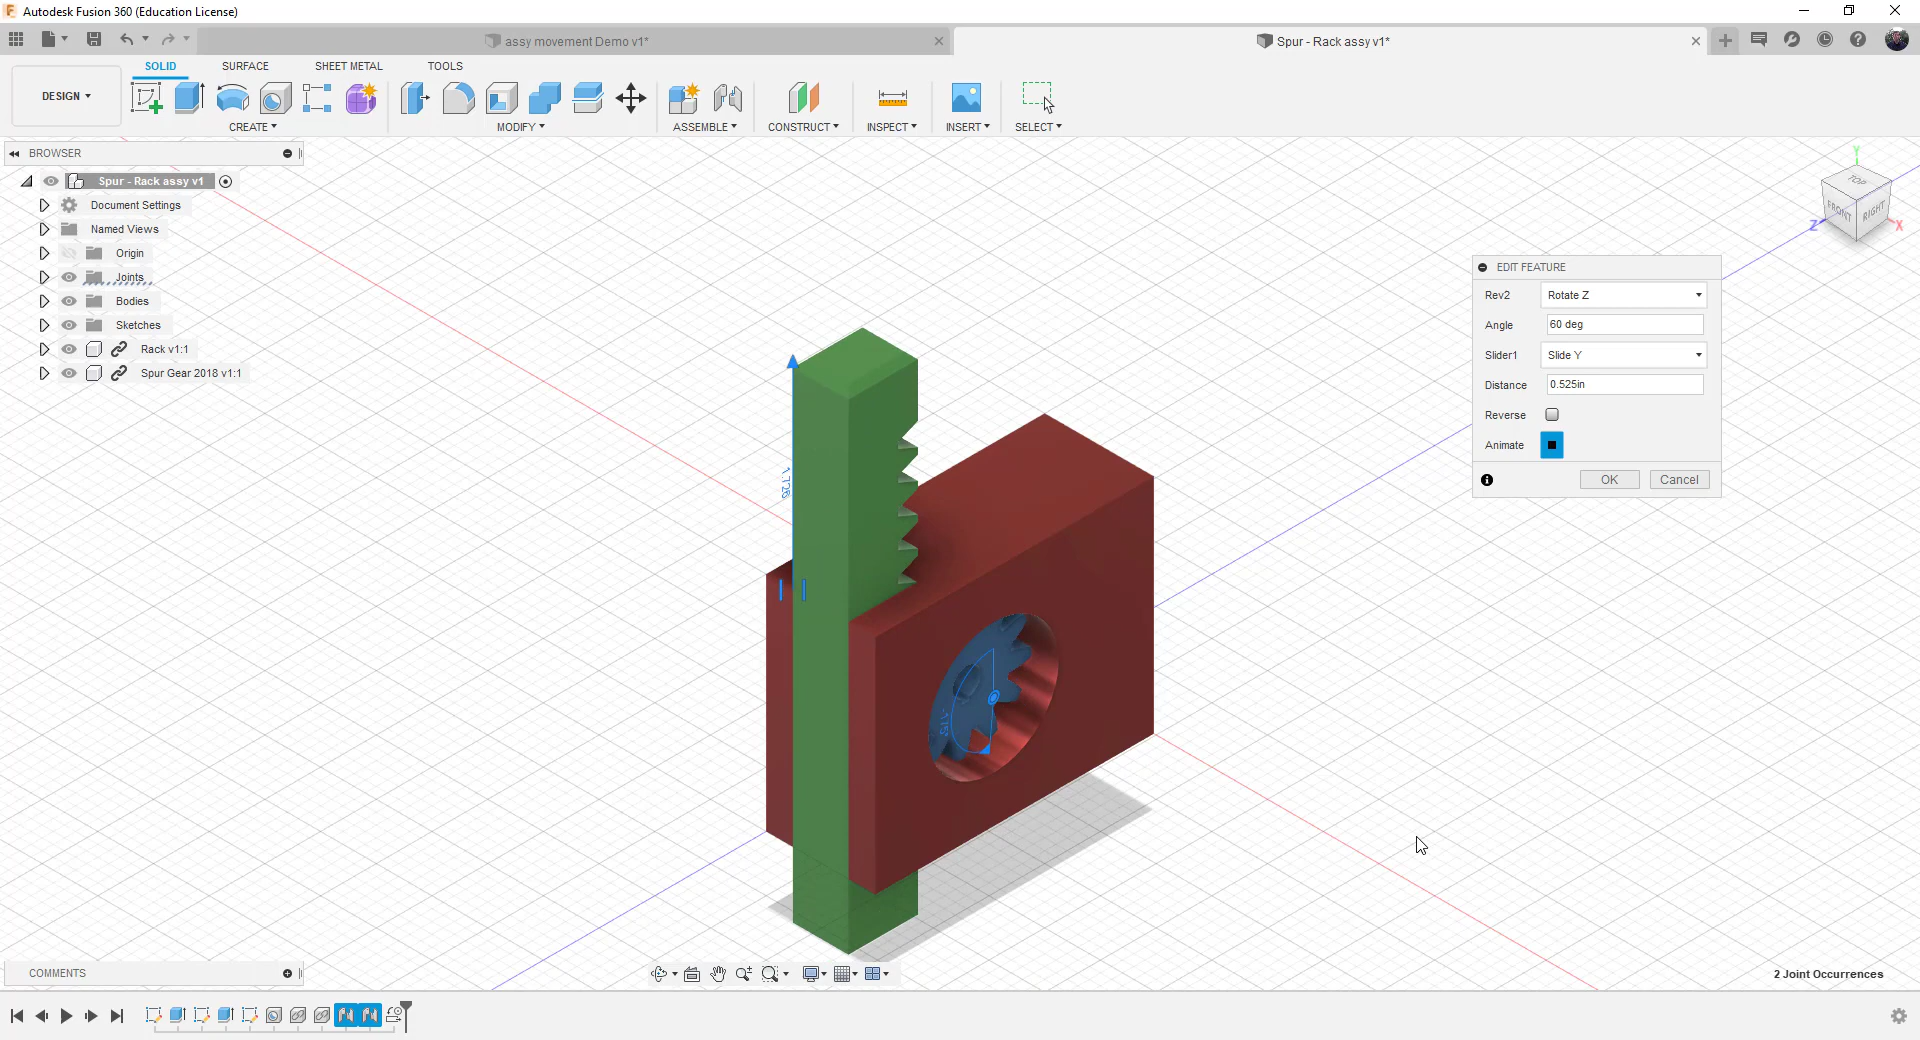 Autodesk Fusion 360 (Education License)
assy movement Demo v1*
Spur - Rack assy v1*
DESIGN
SOLID
SURFACE
SHEET METAL
TOOLS
CREATE
MODIFY
ASSEMBLE
CONSTRUCT
INSPECT
INSERT
SELECT
BROWSER
Spur - Rack assy v1
Document Settings
Named Views
Origin
Joints
Bodies
Sketches
Rack v1:1
Spur Gear 2018 v1:1
Y
TOP
FRONT
RIGHT
Z
X
EDIT FEATURE
Rev2 Rotate Z
Angle 60 deg
Slider1 Slide Y
Distance 0.525in
Reverse
Animate
OK Cancel
1.726
COMMENTS
2 Joint Occurrences